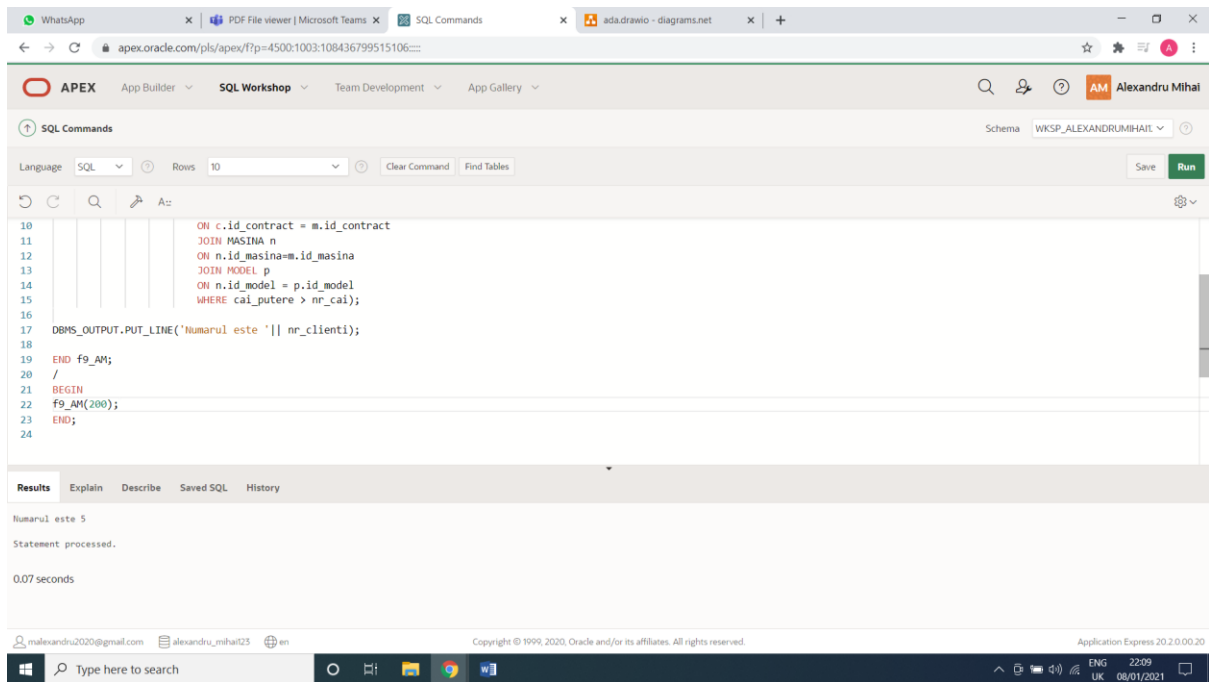 WhatsApp
PDF File viewer | Microsoft Teams
SQL Commands
ada.drawio - diagrams.net
apex.oracle.com/pls/apex/f?p=4500:1003:108436799515106:::::
A
APEX App Builder SQL Workshop Team Development App Gallery
AM Alexandru Mihai
SQL Commands
Schema WKSP_ALEXANDRUMIHAI1.
Language SQL Rows 10 Clear Command Find Tables
Save Run
10 ON c.id_contract = m.id_contract
11 JOIN MASINA n
12 ON n.id_masina=m.id_masina
13 JOIN MODEL p
14 ON n.id_model = p.id_model
15 WHERE cai_putere > nr_cai);
16
17 DBMS_OUTPUT.PUT_LINE('Numarul este '|| nr_clienti);
18
19 END f9_AM;
20 /
21 BEGIN
22 f9_AM(200);
23 END;
24
Results Explain Describe Saved SQL History
Numarul este 5
Statement processed.
0.07 seconds
malexandru2020@gmail.com alexandru_mihai123 en
Copyright © 1999, 2020, Oracle and/or its affiliates. All rights reserved.
Application Express 20.2.0.00.20
Type here to search
ENG
UK
22:09
08/01/2021